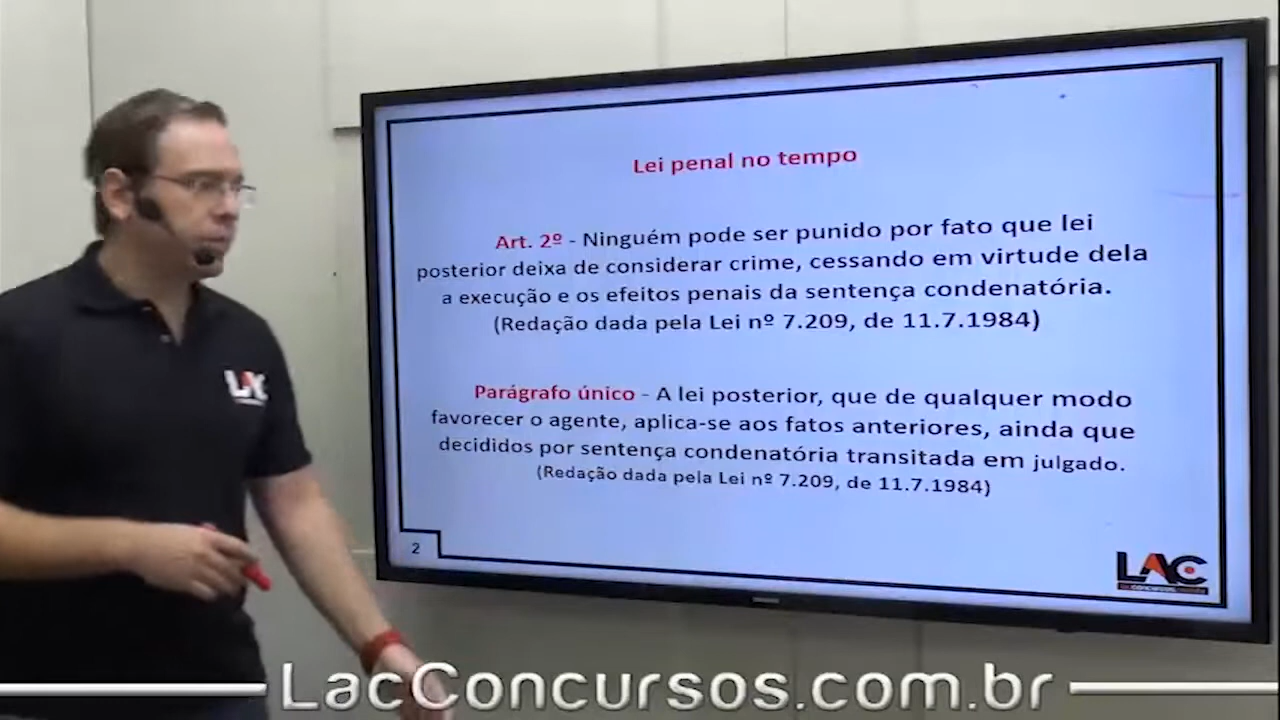 Lei penal no tempo
Art. 2º - Ninguém pode ser punido por fato que lei
posterior deixa de considerar crime, cessando em virtude dela
a execução e os efeitos penais da sentença condenatória.
(Redação dada pela Lei nº 7.209, de 11.7.1984)
Parágrafo único - A lei posterior, que de qualquer modo
favorecer o agente, aplica-se aos fatos anteriores, ainda que
decididos por sentença condenatória transitada em julgado.
(Redação dada pela Lei nº 7.209, de 11.7.1984)
2
LAC
LAC
LacConcursos.com.br